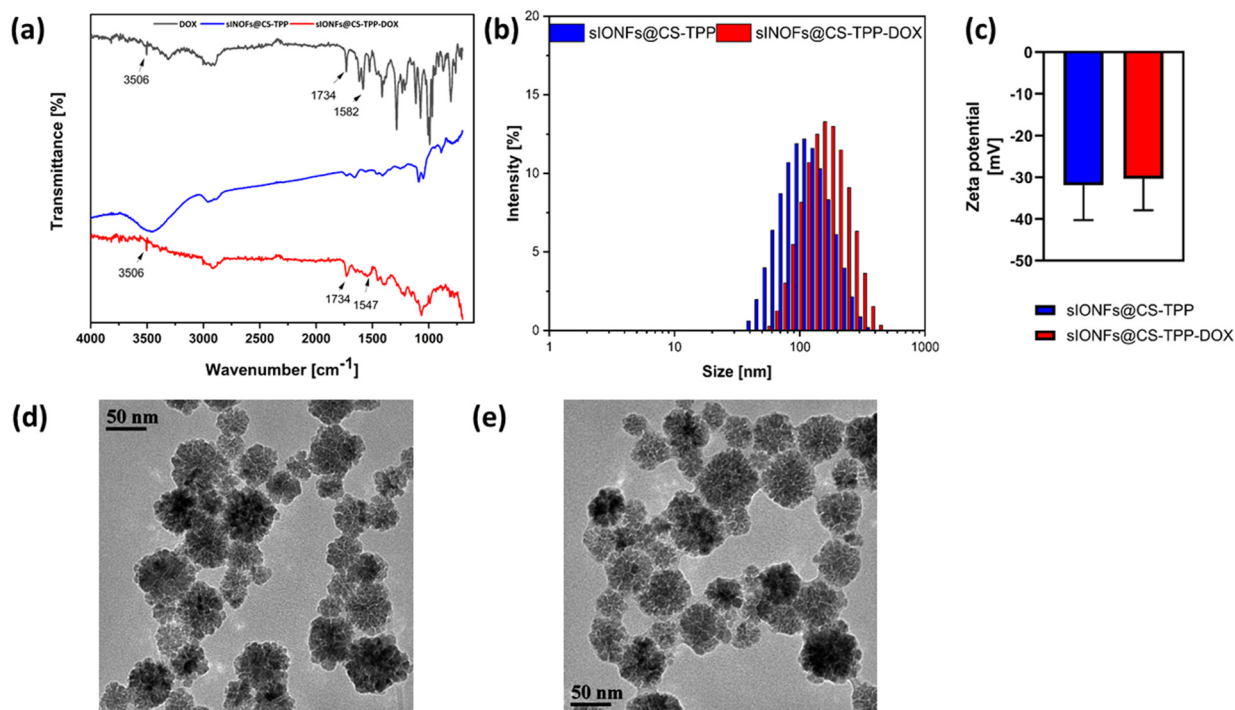 (a)
DOX sINOFs@CS-TPP sIONFs@CS-TPP-DOX
3506
1734
1582
3506
1734
1547
Transmittance [%]
4000 3500 3000 2500 2000 1500 1000
Wavenumber [cm-1]
(b)
sIONFs@CS-TPP sINOFs@CS-TPP-DOX
Intensity [%]
20
15
10
5
0
1 10 100 1000
Size [nm]
(c)
Zeta potential
[mV]
0
-10
-20
-30
-40
-50
sIONFs@CS-TPP
sIONFs@CS-TPP-DOX
(d)
50 nm
(e)
50 nm